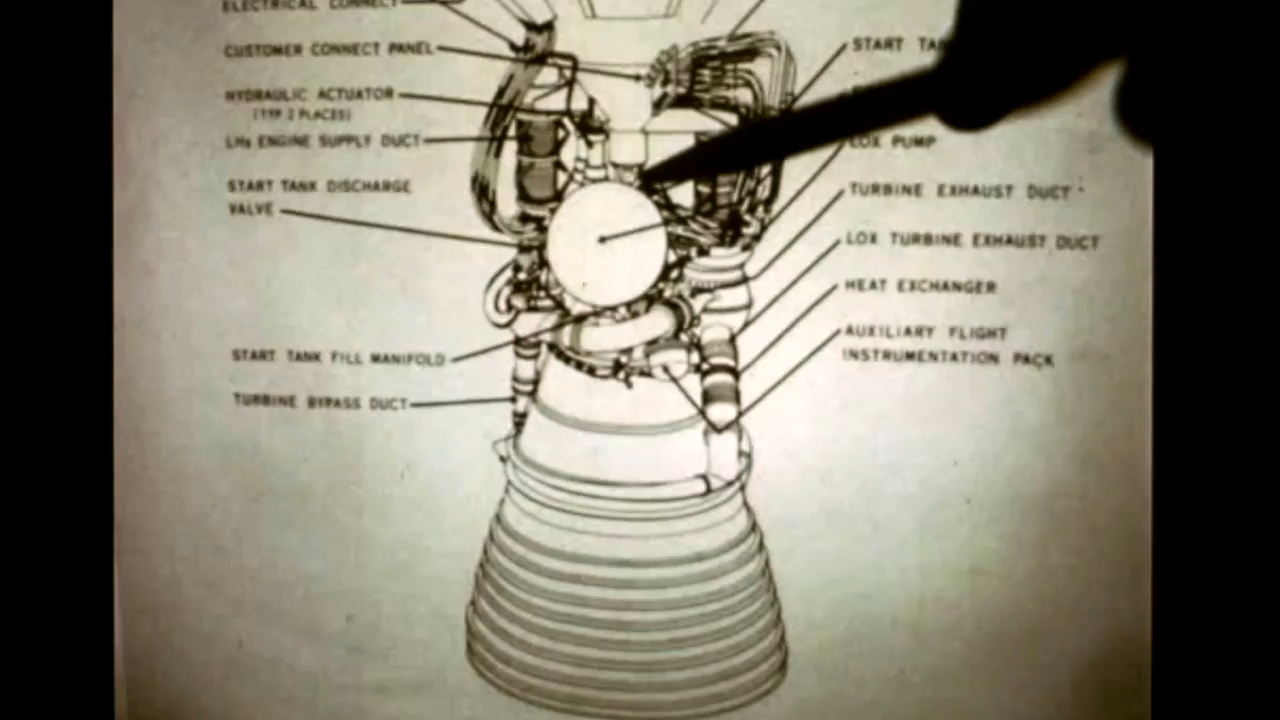 ELECTRICAL CONNECT
CUSTOMER CONNECT PANEL
HYDRAULIC ACTUATOR
(TYP 2 PLACES)
LH₂ ENGINE SUPPLY DUCT
START TANK DISCHARGE
VALVE
START TANK FILL MANIFOLD
TURBINE BYPASS DUCT
START
LOX PUMP
TURBINE EXHAUST DUCT
LOX TURBINE EXHAUST DUCT
HEAT EXCHANGER
AUXILIARY FLIGHT
INSTRUMENTATION PACK